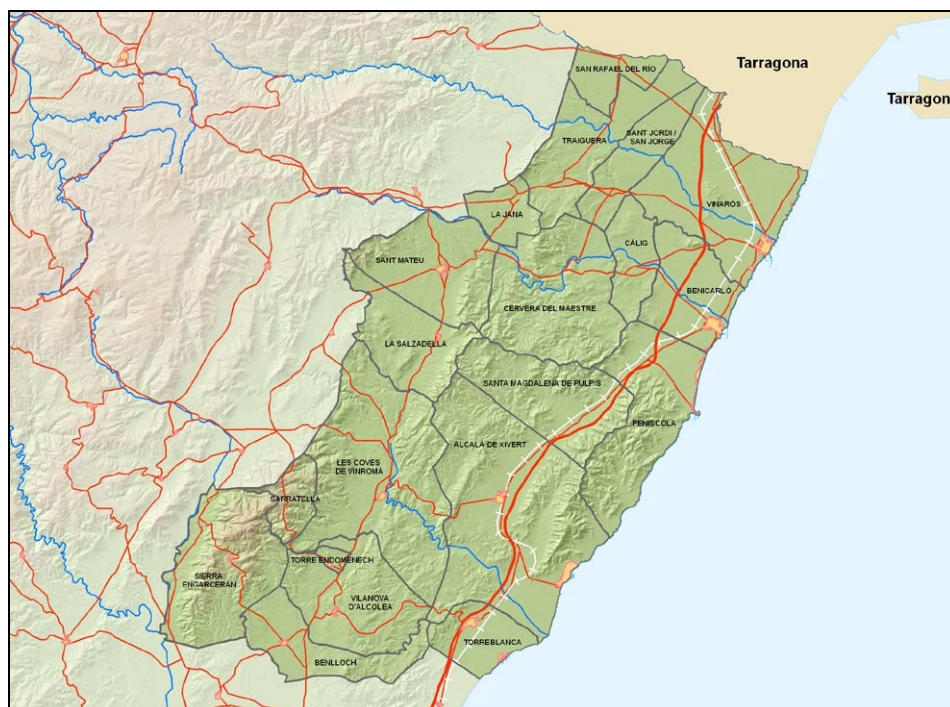 Tarragona
SAN RAFAEL DEL RÍO
Tarragon
SANT JORDI /
SAN JORGE
TRAIGUERA
VINARÒS
LA JANA
CÀLIG
SANT MATEU
BENICARLÓ
CERVERA DEL MAESTRE
LA SALZADELLA
SANTA MAGDALENA DE PULPIS
PENISCOLA
ALCALÀ DE XIVERT
LES COVES
DE VINROMA
SARRATELLA
TORRE ENDOMÉNECH
SIERRA
ENGARCERÁN
VILANOVA
D'ALCOLEA
TORREBLANCA
BENLLOCH